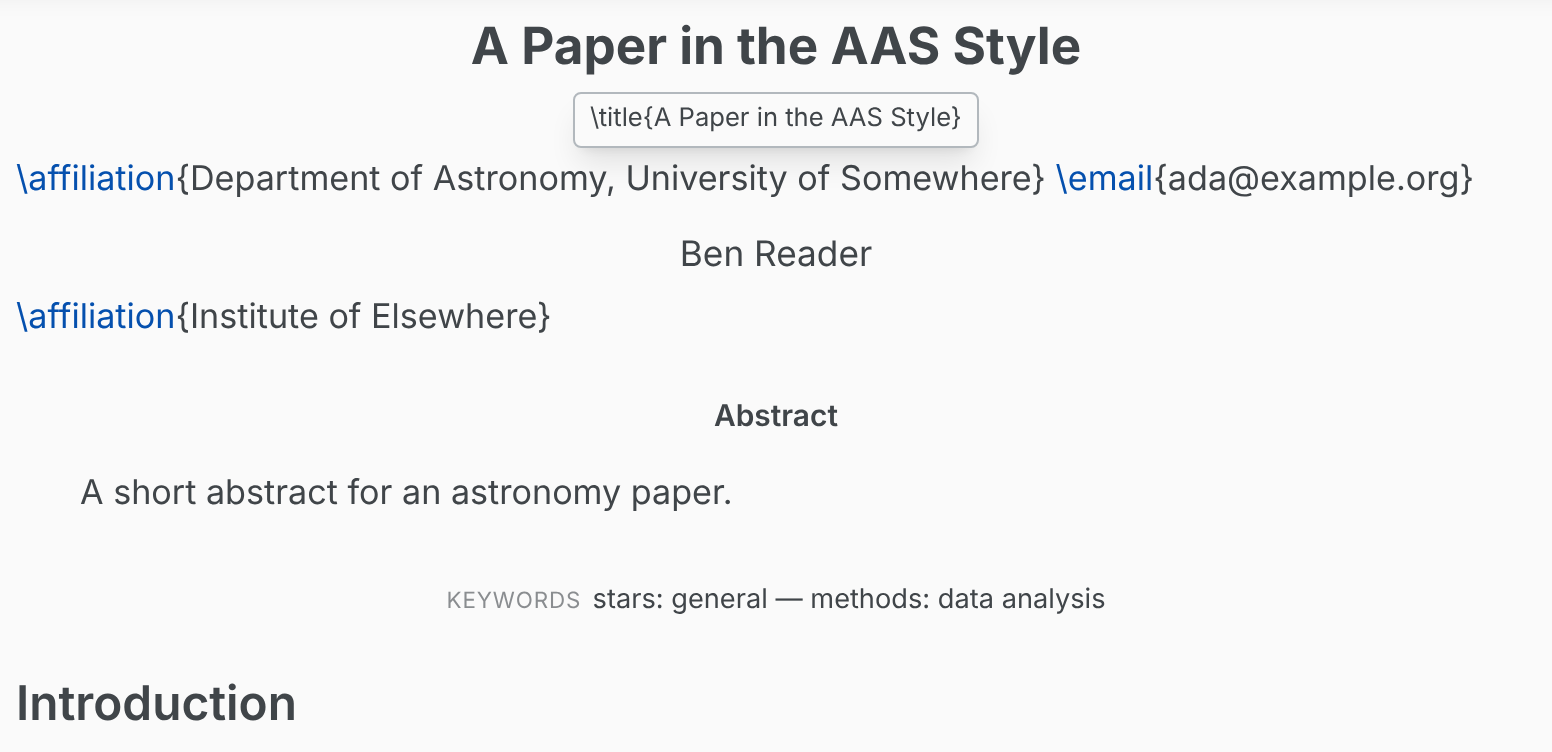 A Paper in the AAS Style
\title{A Paper in the AAS Style}
\affiliation{Department of Astronomy, University of Somewhere} \email{ada@example.org}
Ben Reader
\affiliation{Institute of Elsewhere}
Abstract
A short abstract for an astronomy paper.
KEYWORDS stars: general — methods: data analysis
Introduction